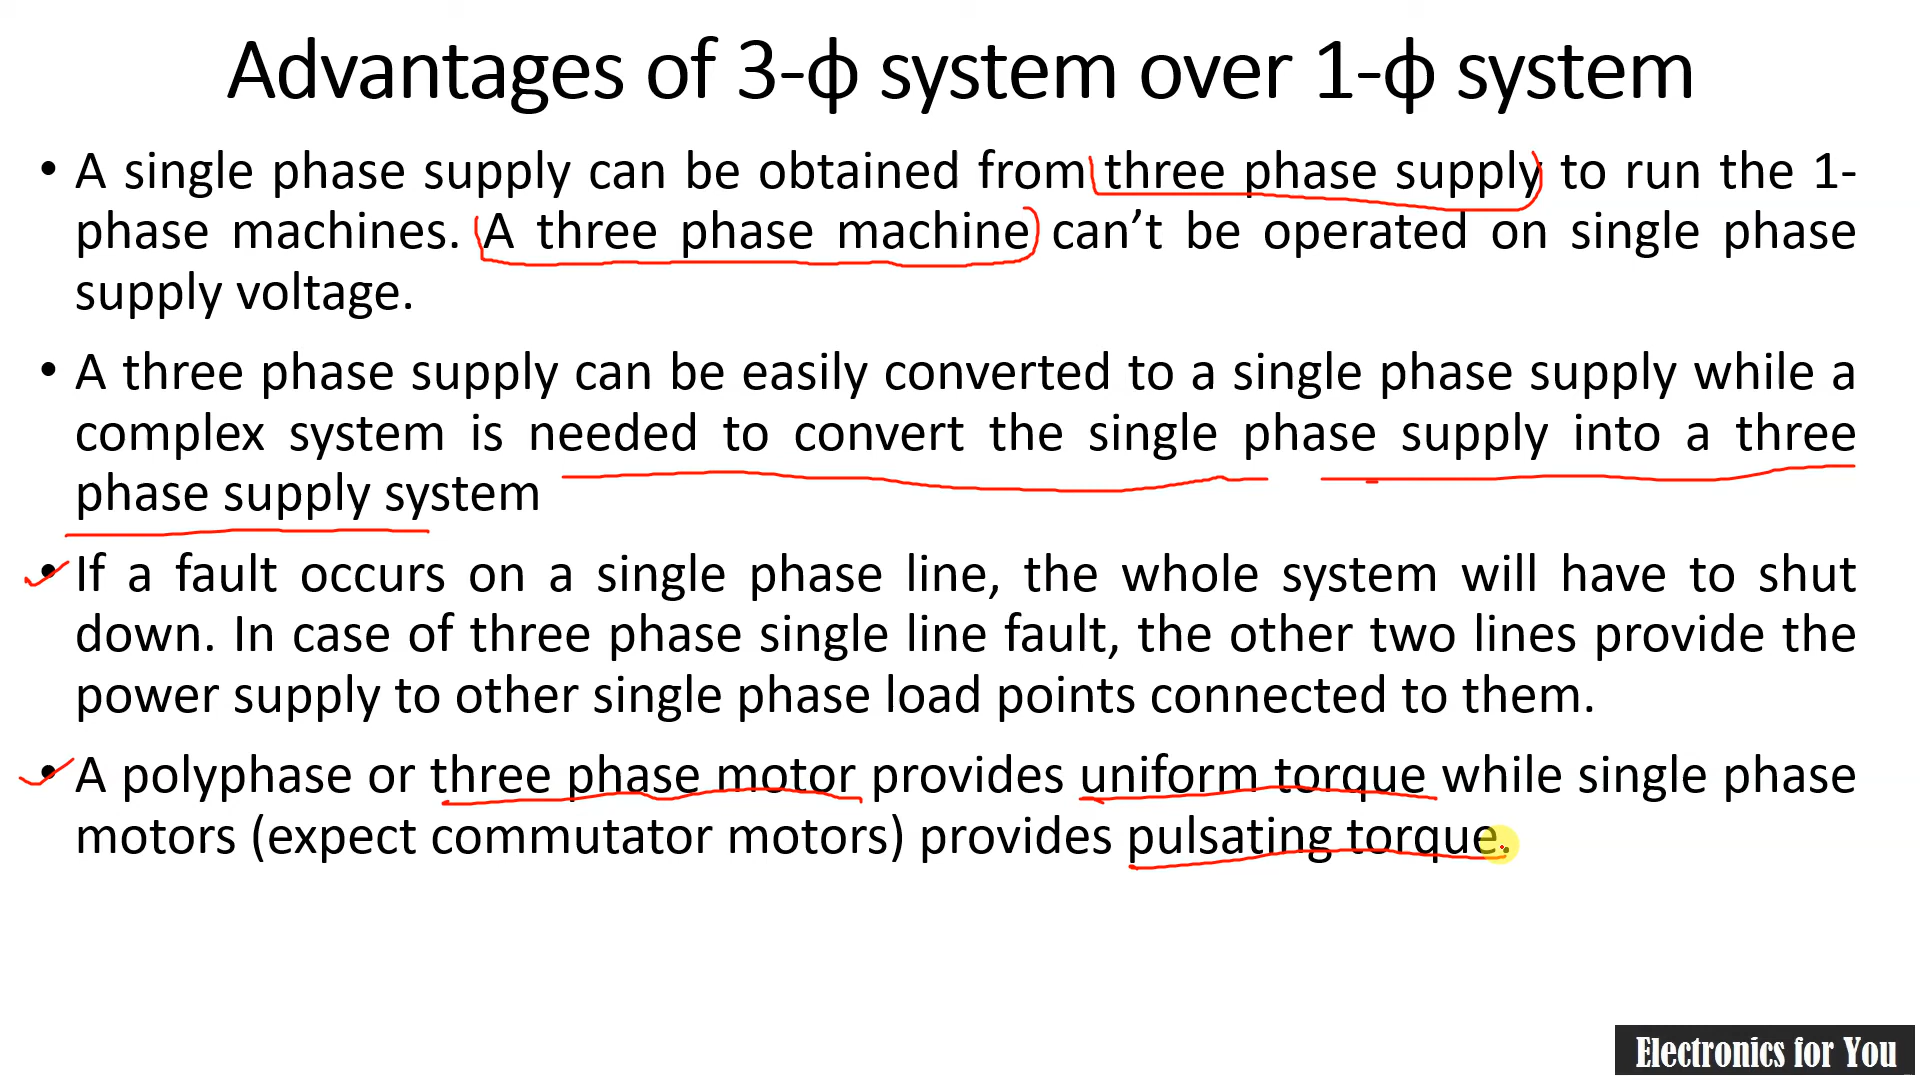 Advantages of 3-ф system over 1-ф system
• A single phase supply can be obtained from three phase supply to run the 1-
phase machines. A three phase machine can’t be operated on single phase
supply voltage.
• A three phase supply can be easily converted to a single phase supply while a
complex system is needed to convert the single phase supply into a three
phase supply system
• If a fault occurs on a single phase line, the whole system will have to shut
down. In case of three phase single line fault, the other two lines provide the
power supply to other single phase load points connected to them.
• A polyphase or three phase motor provides uniform torque while single phase
motors (expect commutator motors) provides pulsating torque.
Electronics for You